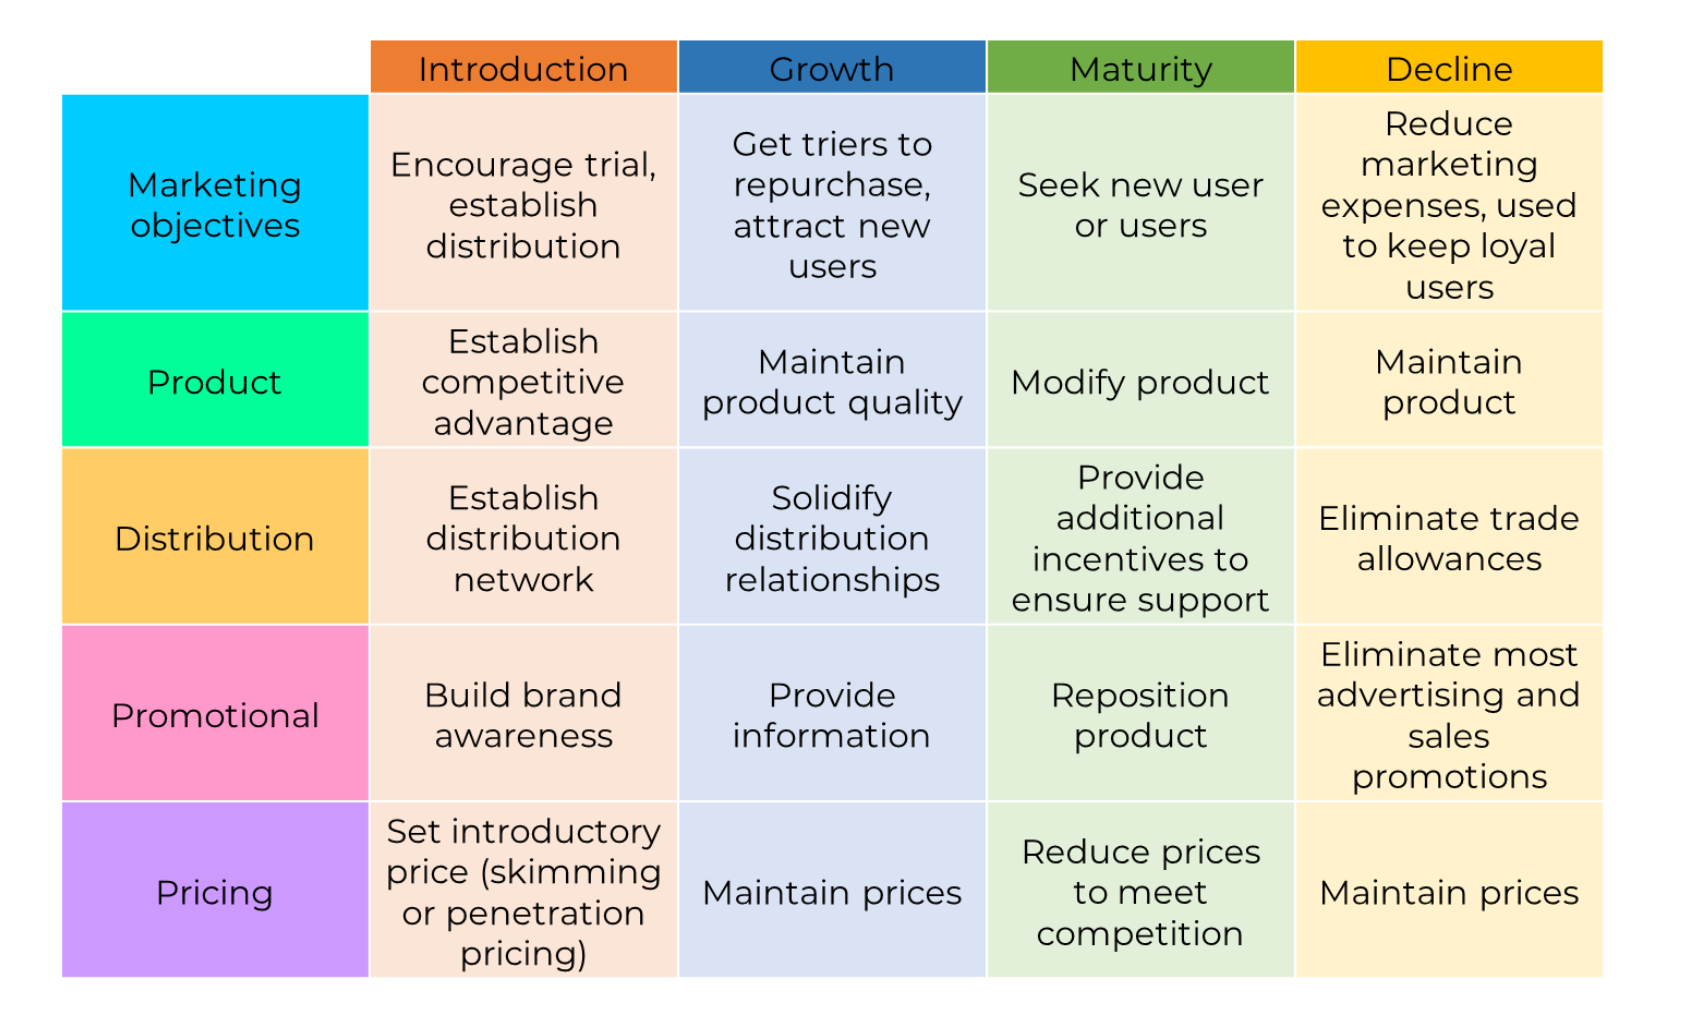 Introduction
Growth
Maturity
Decline
Marketing
objectives
Encourage trial,
establish
distribution
Get triers to
repurchase,
attract new
users
Seek new user
or users
Reduce
marketing
expenses, used
to keep loyal
users
Product
Establish
competitive
advantage
Maintain
product quality
Modify product
Maintain
product
Distribution
Establish
distribution
network
Solidify
distribution
relationships
Provide
additional
incentives to
ensure support
Eliminate trade
allowances
Promotional
Build brand
awareness
Provide
information
Reposition
product
Eliminate most
advertising and
sales
promotions
Pricing
Set introductory
price (skimming
or penetration
pricing)
Maintain prices
Reduce prices
to meet
competition
Maintain prices